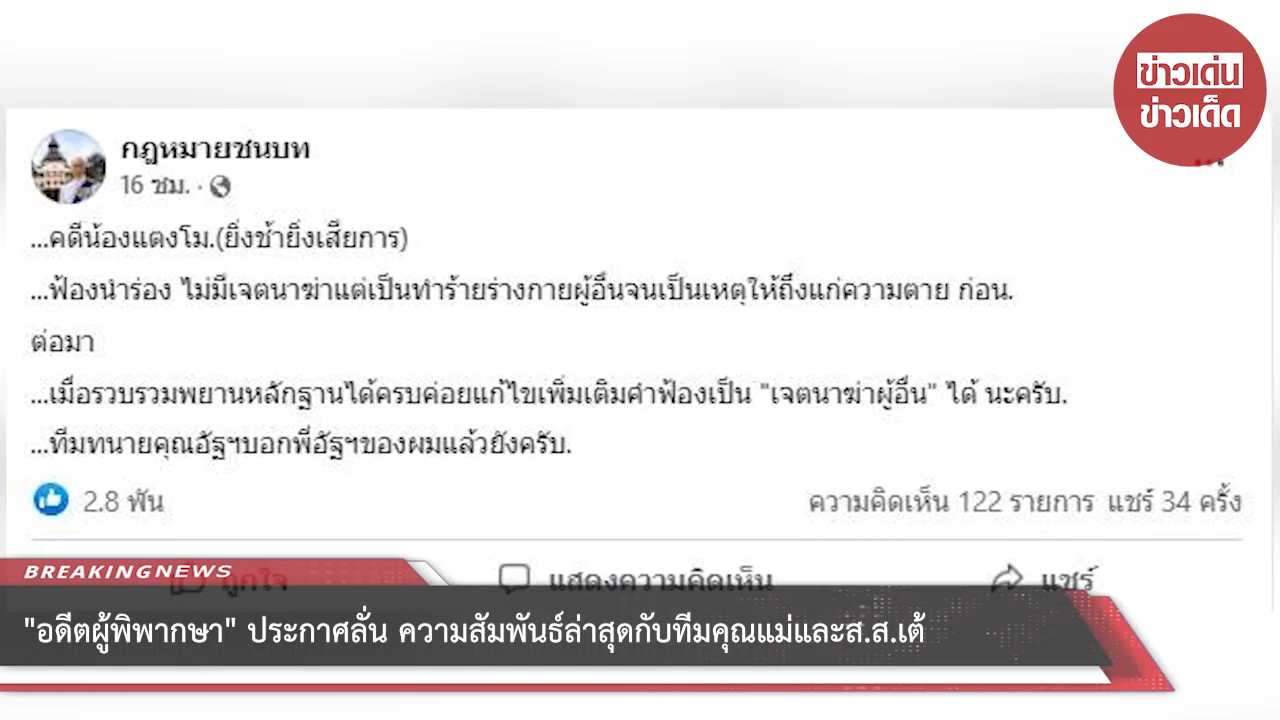 ข่าวเด่น
ข่าวเด็ด
กฎหมายชนบท
16 ชม. ·
...คดีน้องแตงโม.(ยิ่งช้ายิ่งเสียการ)
...ฟ้องนำร่อง ไม่มีเจตนาฆ่าแต่เป็นทำร้ายร่างกายผู้อื่นจนเป็นเหตุให้ถึงแก่ความตาย ก่อน.
ต่อมา
...เมื่อรวบรวมพยานหลักฐานได้ครบค่อยแก้ไขเพิ่มเติมคำฟ้องเป็น "เจตนาฆ่าผู้อื่น" ได้ นะครับ.
...ทีมทนายคุณอัฐฯบอกพี่อัฐฯของผมแล้วยังครับ.
2.8 พัน ความคิดเห็น 122 รายการ แชร์ 34 ครั้ง
ถูกใจ แสดงความคิดเห็น แชร์
BREAKING NEWS
"อดีตผู้พิพากษา" ประกาศลั่น ความสัมพันธ์ล่าสุดกับทีมคุณแม่และส.ส.เต้